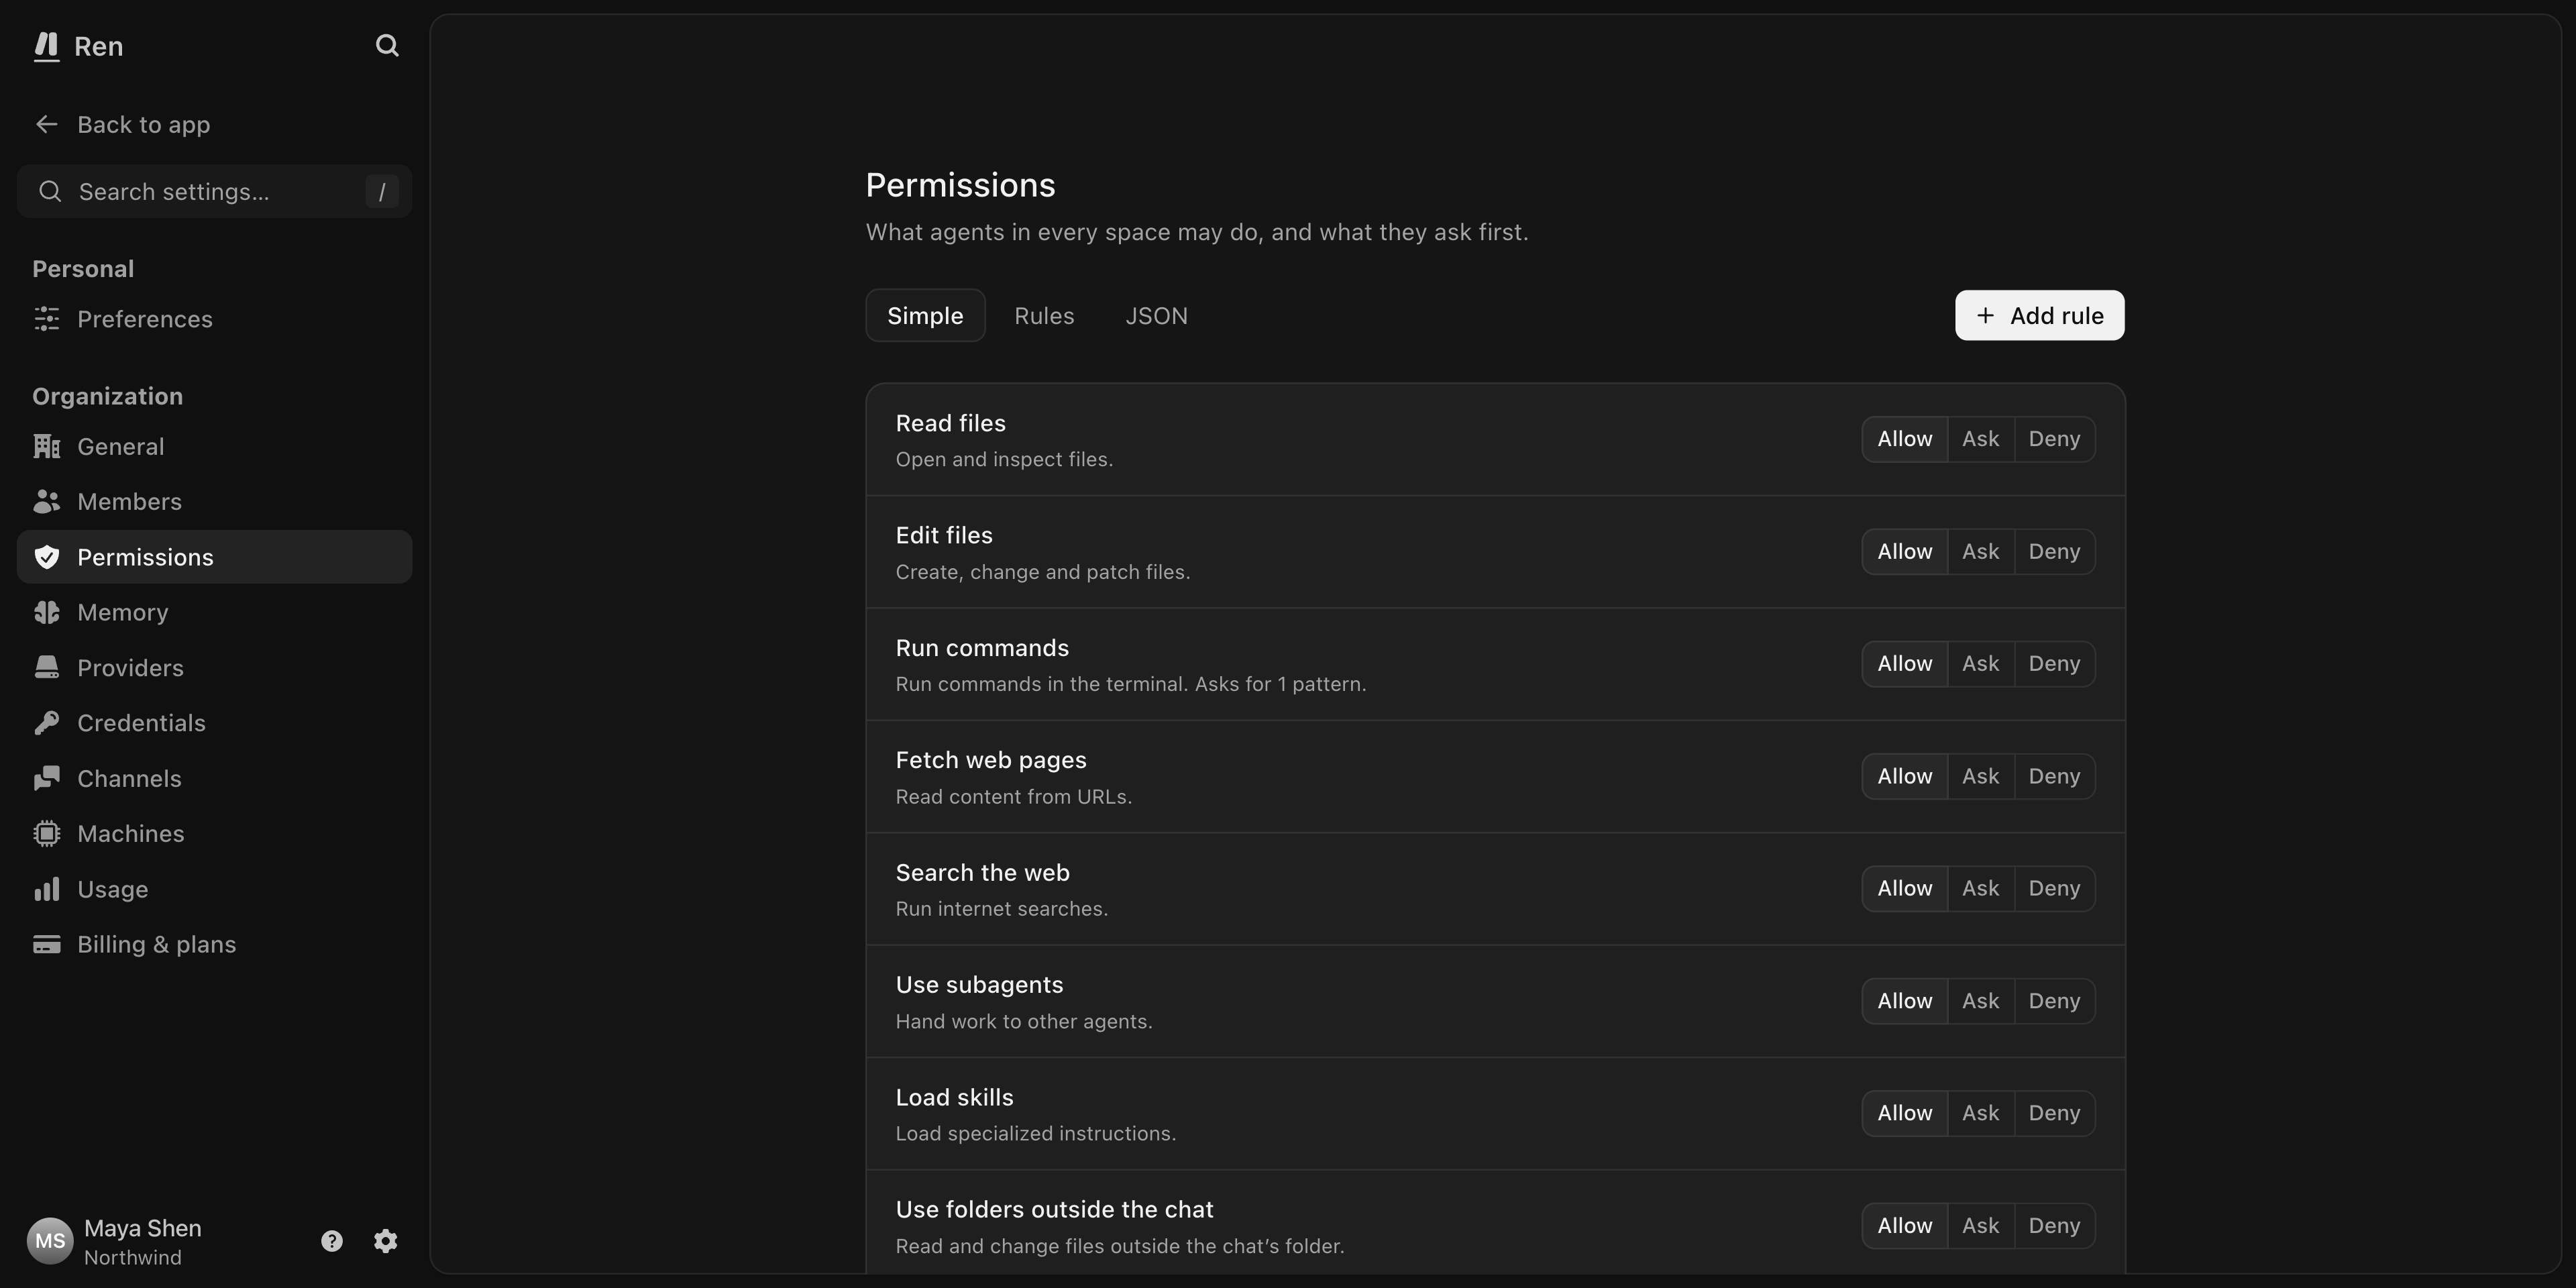 Ren
Back to app
Search settings...
/
Personal
Preferences
Organization
General
Members
Permissions
Memory
Providers
Credentials
Channels
Machines
Usage
Billing & plans
MS
Maya Shen
Northwind
?
Permissions
What agents in every space may do, and what they ask first.
Simple Rules JSON
+ Add rule
Read files
Open and inspect files.
Allow Ask Deny
Edit files
Create, change and patch files.
Allow Ask Deny
Run commands
Run commands in the terminal. Asks for 1 pattern.
Allow Ask Deny
Fetch web pages
Read content from URLs.
Allow Ask Deny
Search the web
Run internet searches.
Allow Ask Deny
Use subagents
Hand work to other agents.
Allow Ask Deny
Load skills
Load specialized instructions.
Allow Ask Deny
Use folders outside the chat
Read and change files outside the chat’s folder.
Allow Ask Deny